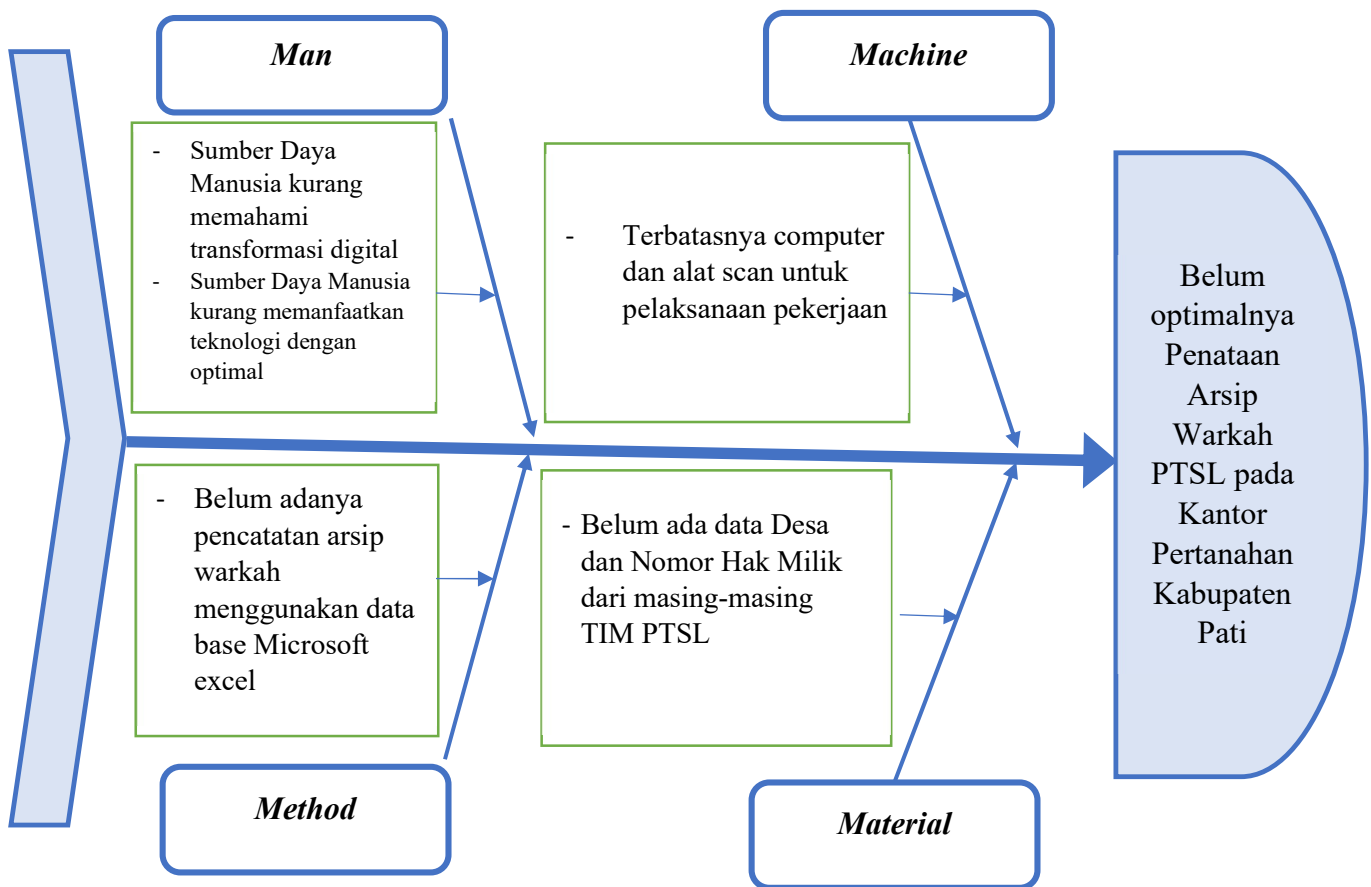 Man
Machine
- Sumber Daya
Manusia kurang
memahami
transformasi digital
- Sumber Daya Manusia
kurang memanfaatkan
teknologi dengan
optimal
- Terbatasnya computer
dan alat scan untuk
pelaksanaan pekerjaan
Belum
optimalnya
Penataan
Arsip
Warkah
PTSL pada
Kantor
Pertanahan
Kabupaten
Pati
- Belum adanya
pencatatan arsip
warkah
menggunakan data
base Microsoft
excel
- Belum ada data Desa
dan Nomor Hak Milik
dari masing-masing
TIM PTSL
Method
Material